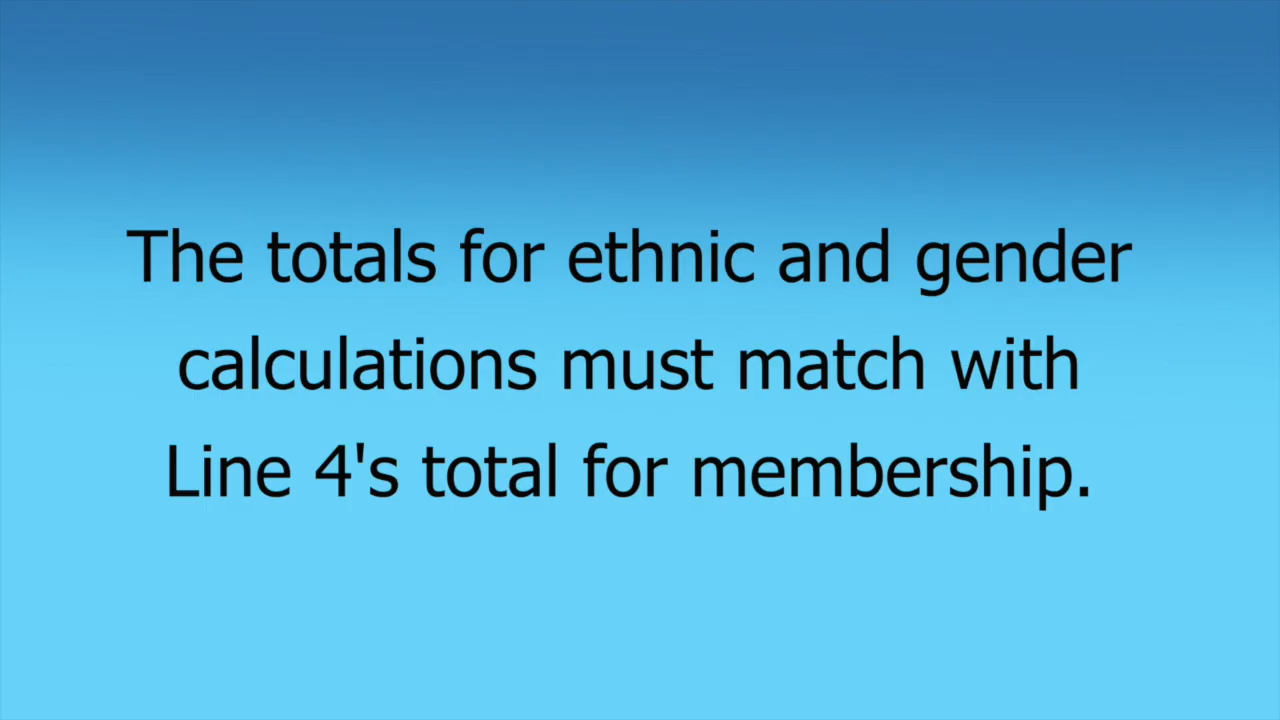 The totals for ethnic and gender
calculations must match with
Line 4's total for membership.